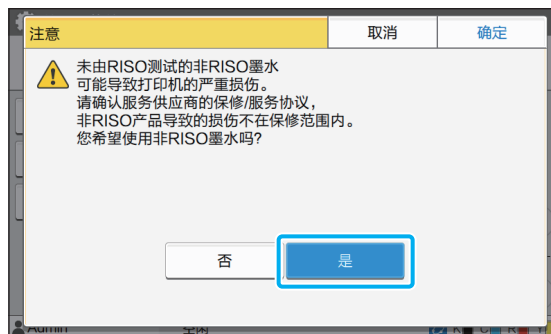 注意
取消
确定
未由RISO测试的非RISO墨水
可能导致打印机的严重损伤。
请确认服务供应商的保修/服务协议，
非RISO产品导致的损伤不在保修范围内。
您希望使用非RISO墨水吗?
否
是
Admin
空闲
K C R Y